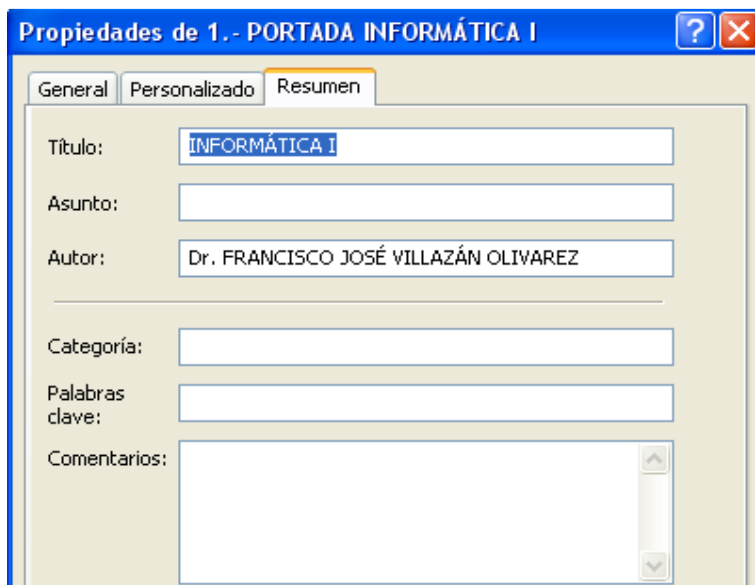 Propiedades de 1.- PORTADA INFORMÁTICA I
General Personalizado Resumen
Título: INFORMÁTICA I
Asunto:
Autor: Dr. FRANCISCO JOSÉ VILLAZÁN OLIVAREZ
Categoría:
Palabras
clave:
Comentarios: